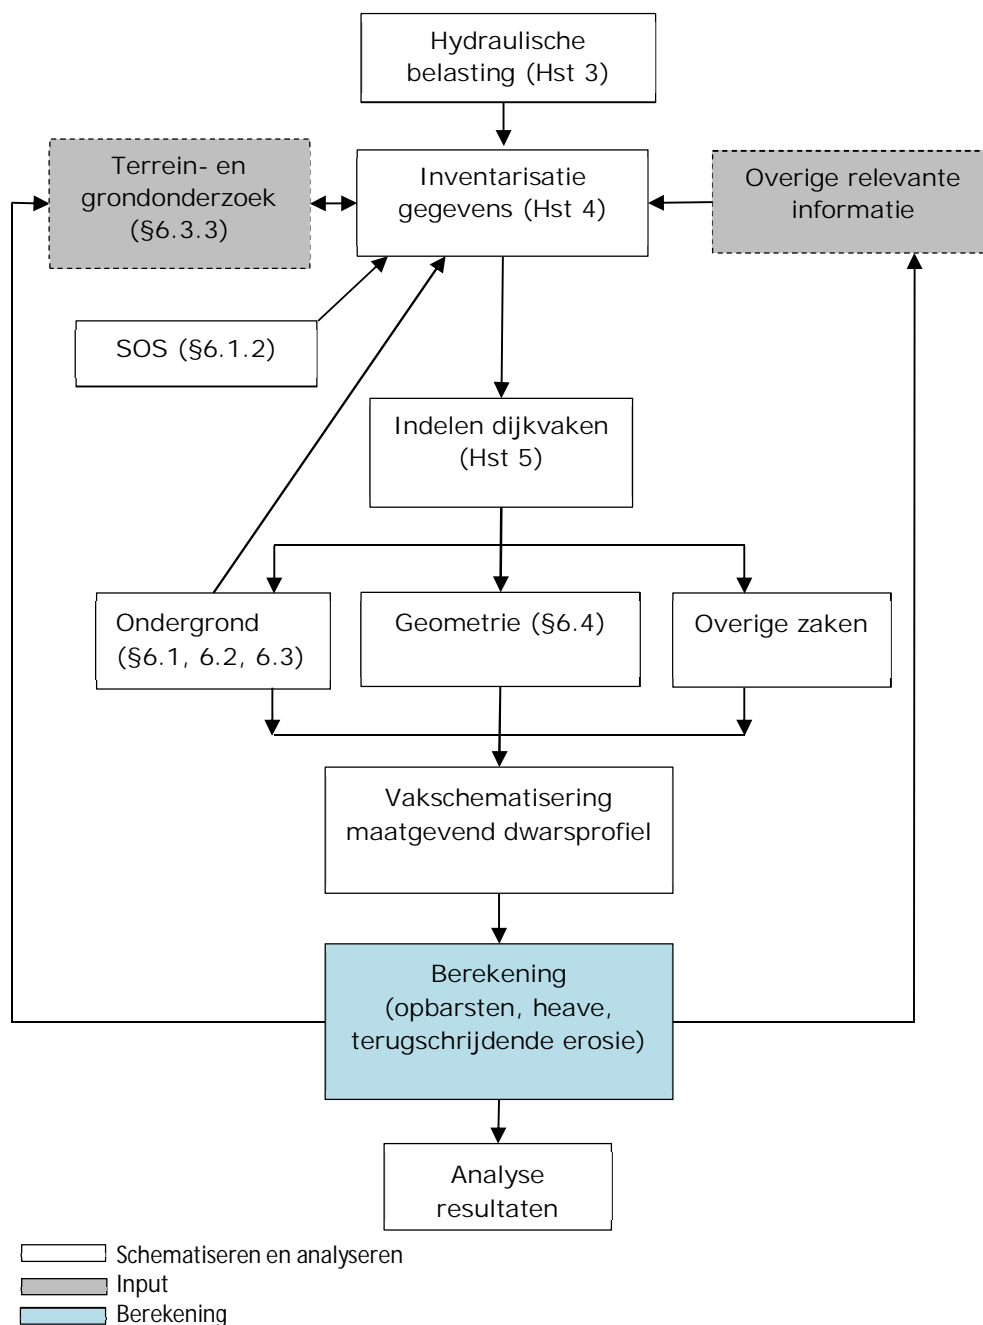 Hydraulische
belasting (Hst 3)
Terrein- en
grondonderzoek
(§6.3.3)
Inventarisatie
gegevens (Hst 4)
Overige relevante
informatie
SOS (§6.1.2)
Indelen dijkvaken
(Hst 5)
Ondergrond
(§6.1, 6.2, 6.3)
Geometrie (§6.4)
Overige zaken
Vakschematisering
maatgevend dwarsprofiel
Berekening
(opbarsten, heave,
terugschrijdende erosie)
Analyse
resultaten
Schematiseren en analyseren
Input
Berekening